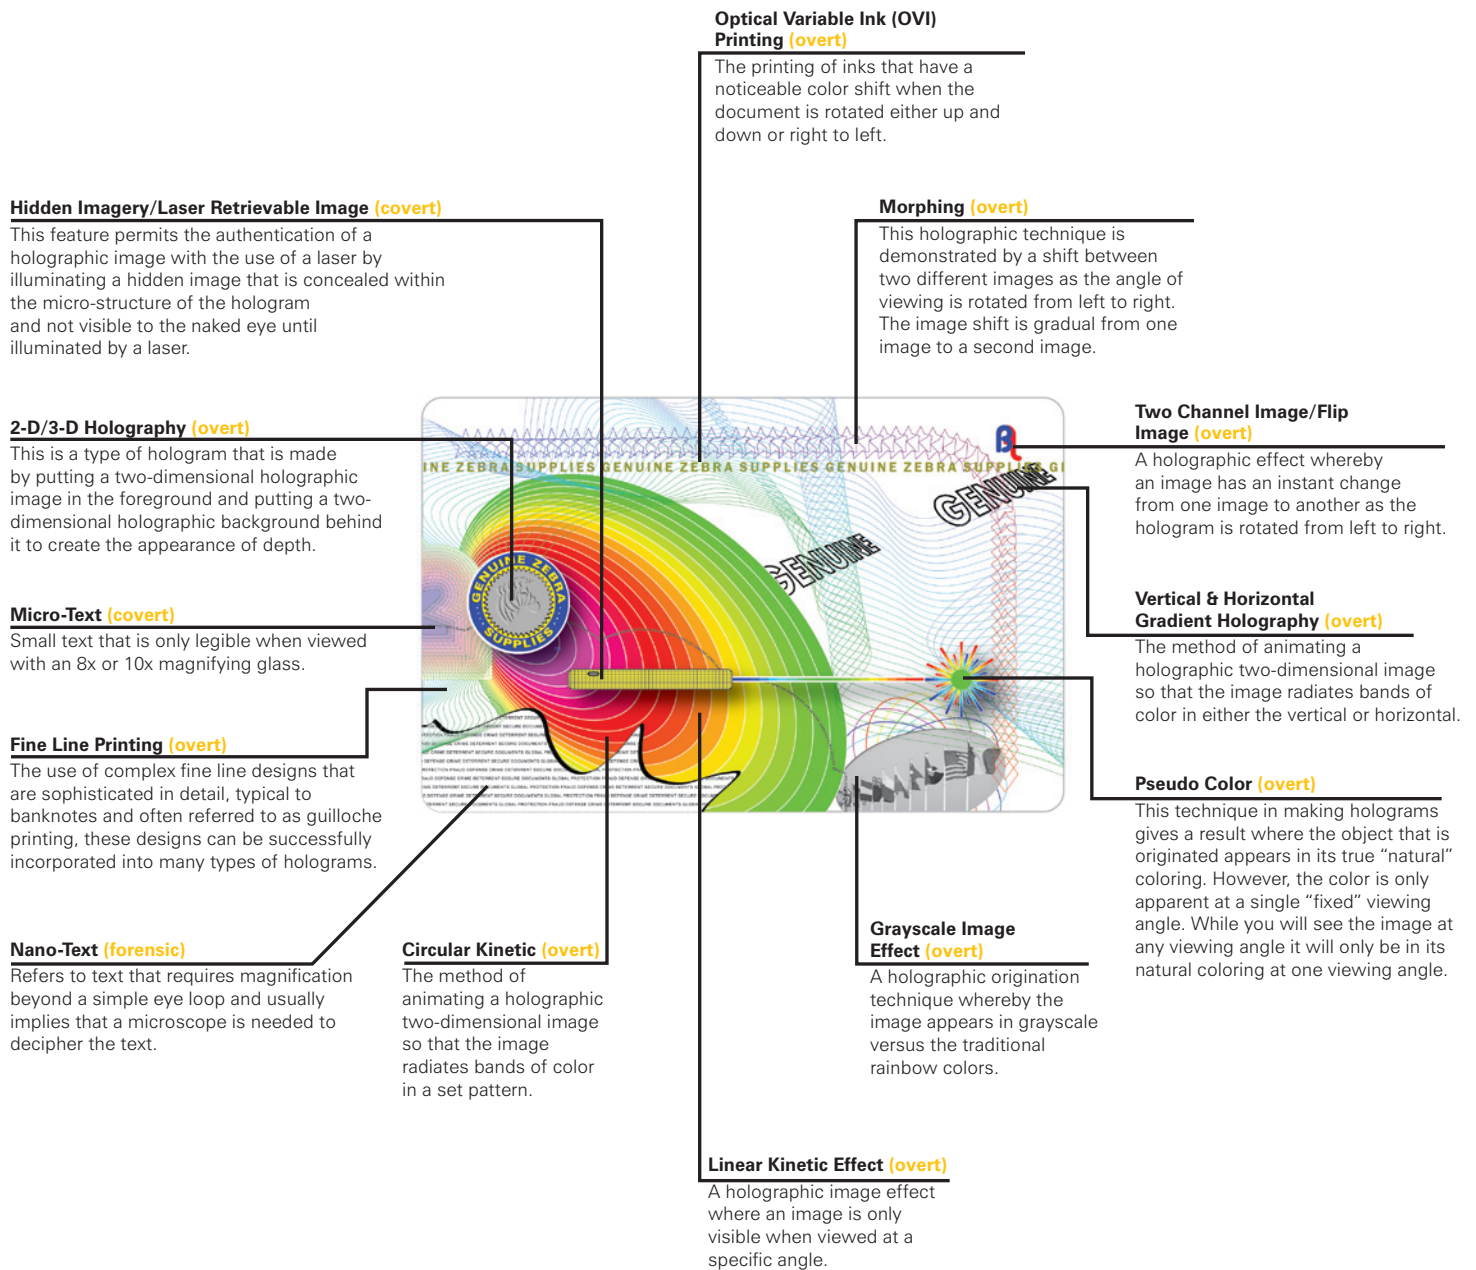 Optical Variable Ink (OVI)
Printing (overt)
The printing of inks that have a
noticeable color shift when the
document is rotated either up and
down or right to left.
Hidden Imagery/Laser Retrievable Image (covert)
This feature permits the authentication of a
holographic image with the use of a laser by
illuminating a hidden image that is concealed within
the micro-structure of the hologram
and not visible to the naked eye until
illuminated by a laser.
Morphing (overt)
This holographic technique is
demonstrated by a shift between
two different images as the angle of
viewing is rotated from left to right.
The image shift is gradual from one
image to a second image.
2-D/3-D Holography (overt)
This is a type of hologram that is made
by putting a two-dimensional holographic
image in the foreground and putting a two-
dimensional holographic background behind
it to create the appearance of depth.
Two Channel Image/Flip
Image (overt)
A holographic effect whereby
an image has an instant change
from one image to another as the
hologram is rotated from left to right.
INE ZEBRA SUPPLIES GENUINE ZEBRA SUPPLIES GENUINE ZEBRA SUPPLIES GI
GENUINE
GENUINE
GENUINE ZEBRA
SUPPLIES
Micro-Text (covert)
Small text that is only legible when viewed
with an 8x or 10x magnifying glass.
Vertical & Horizontal
Gradient Holography (overt)
The method of animating a
holographic two-dimensional image
so that the image radiates bands of
color in either the vertical or horizontal.
Fine Line Printing (overt)
The use of complex fine line designs that
are sophisticated in detail, typical to
banknotes and often referred to as guilloche
printing, these designs can be successfully
incorporated into many types of holograms.
Pseudo Color (overt)
This technique in making holograms
gives a result where the object that is
originated appears in its true “natural”
coloring. However, the color is only
apparent at a single “fixed” viewing
angle. While you will see the image at
any viewing angle it will only be in its
natural coloring at one viewing angle.
Nano-Text (forensic)
Refers to text that requires magnification
beyond a simple eye loop and usually
implies that a microscope is needed to
decipher the text.
Circular Kinetic (overt)
The method of
animating a holographic
two-dimensional image
so that the image
radiates bands of color
in a set pattern.
Grayscale Image
Effect (overt)
A holographic origination
technique whereby the
image appears in grayscale
versus the traditional
rainbow colors.
Linear Kinetic Effect (overt)
A holographic image effect
where an image is only
visible when viewed at a
specific angle.